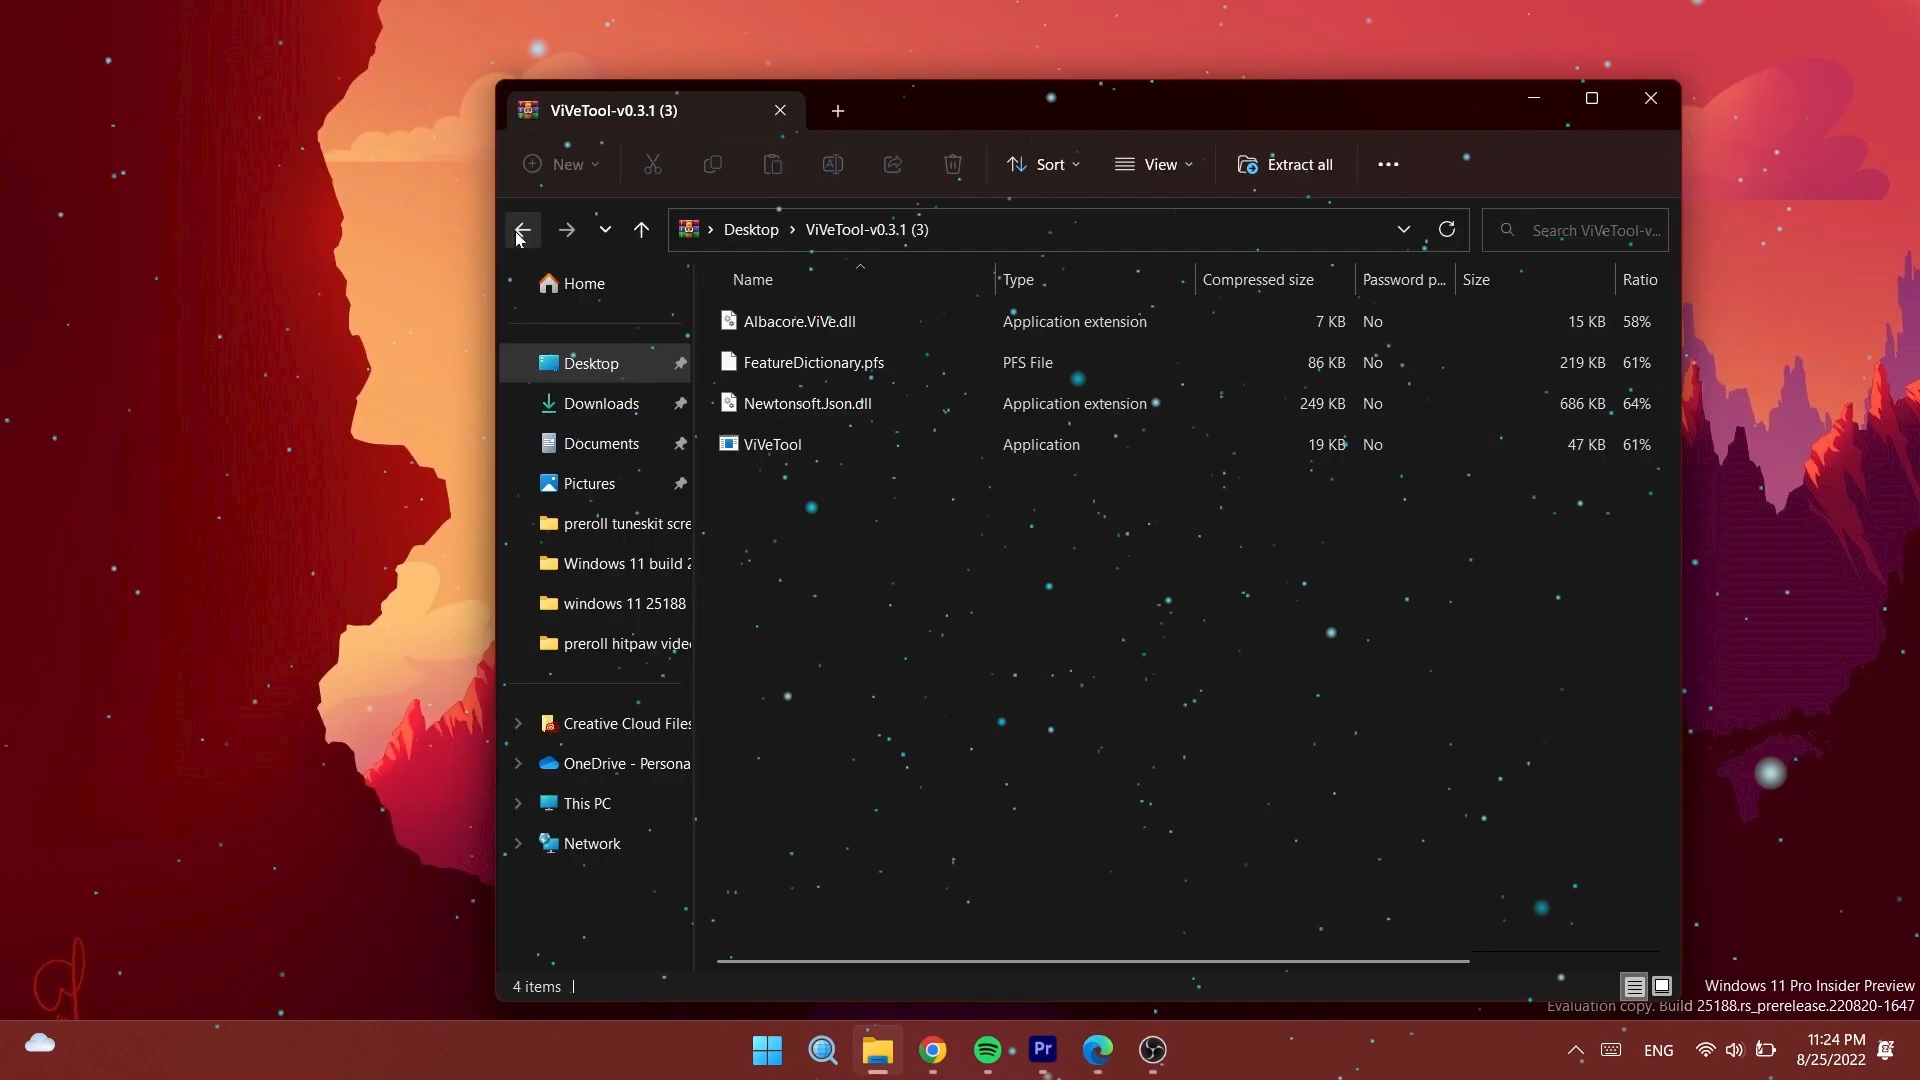 ViVeTool-v0.3.1 (3)
New
Sort
View
Extract all
Desktop
ViVeTool-v0.3.1 (3)
Search ViVeTool-v...
Home
Desktop
Downloads
Documents
Pictures
preroll tuneskit scre
Windows 11 build 2
windows 11 25188
preroll hitpaw vide
Creative Cloud Files
OneDrive - Persona
This PC
Network
Name Type Compressed size Password p... Size Ratio
Albacore.ViVe.dll Application extension 7 KB No 15 KB 58%
FeatureDictionary.pfs PFS File 86 KB No 219 KB 61%
Newtonsoft.Json.dll Application extension 249 KB No 686 KB 64%
ViVeTool Application 19 KB No 47 KB 61%
4 items
Windows 11 Pro Insider Preview
Evaluation copy. Build 25188.rs_prerelease.220820-1647
Pr
ENG
11:24 PM
8/25/2022